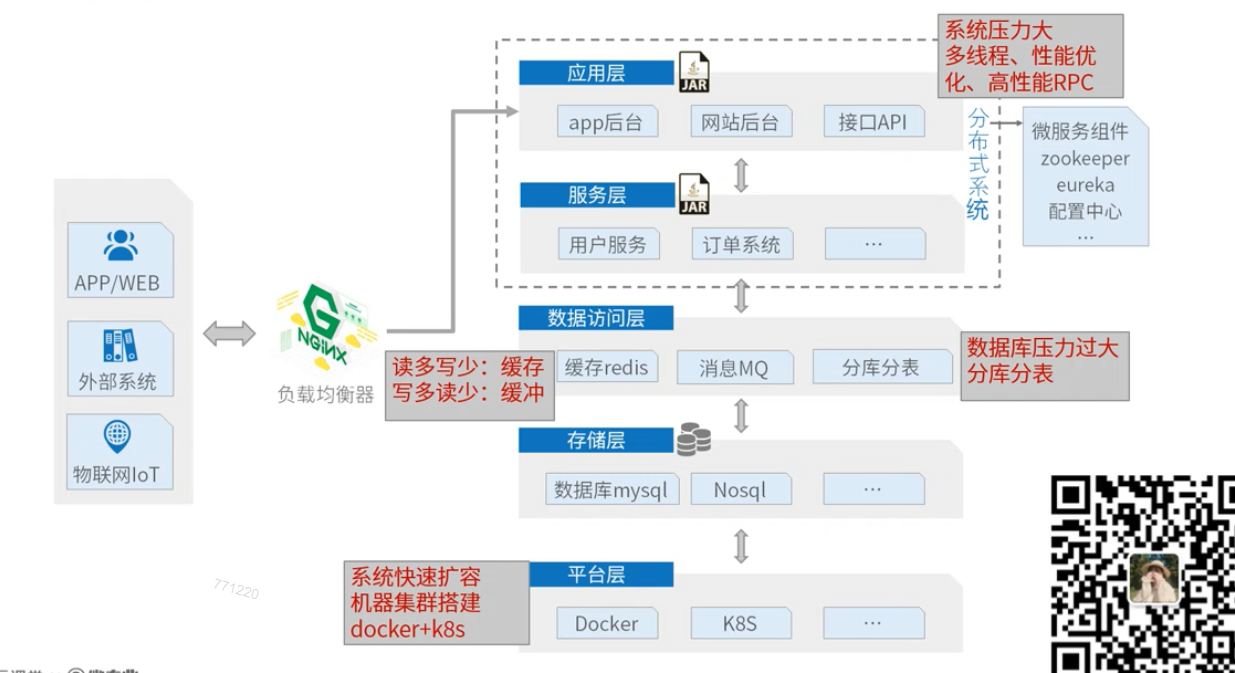 系统压力大
多线程、性能优
化、高性能RPC
应用层
JAR
app后台
网站后台
接口API
分布式系统
微服务组件
zookeeper
eureka
配置中心
...
服务层
JAR
用户服务
订单系统
...
APP/WEB
外部系统
物联网IoT
NGiNX
负载均衡器
数据访问层
读多写少：缓存
写多读少：缓冲
缓存redis
消息MQ
分库分表
数据库压力过大
分库分表
存储层
数据库mysql
Nosql
...
系统快速扩容
机器集群搭建
docker+k8s
平台层
Docker
K8S
...
771220